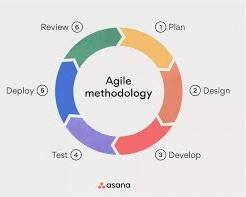 Agile
methodology
1 Plan
2 Design
3 Develop
Test 4
Deploy 5
Review 6
asana